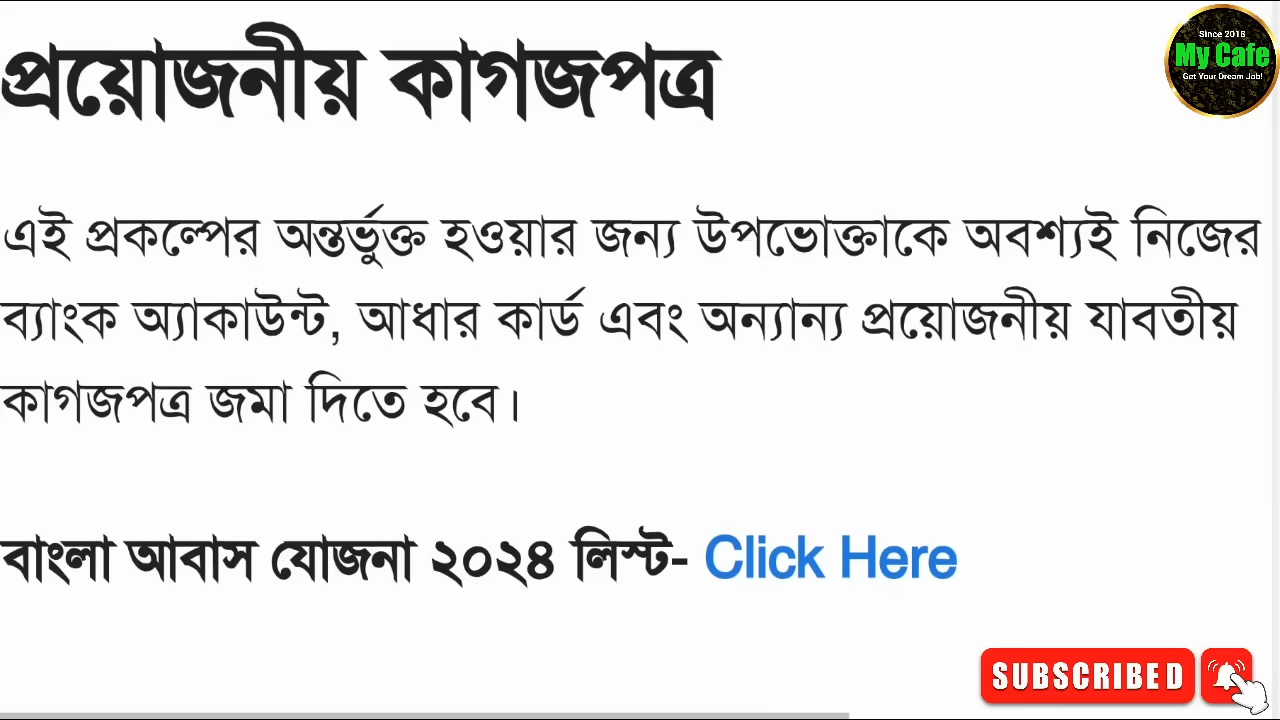 প্রয়োজনীয় কাগজপত্র
Since 2018
My Cafe
Get Your Dream Job!
এই প্রকল্পের অন্তর্ভুক্ত হওয়ার জন্য উপভোক্তাকে অবশ্যই নিজের
ব্যাংক অ্যাকাউন্ট, আধার কার্ড এবং অন্যান্য প্রয়োজনীয় যাবতীয়
কাগজপত্র জমা দিতে হবে।
বাংলা আবাস যোজনা ২০২৪ লিস্ট- Click Here
SUBSCRIBED